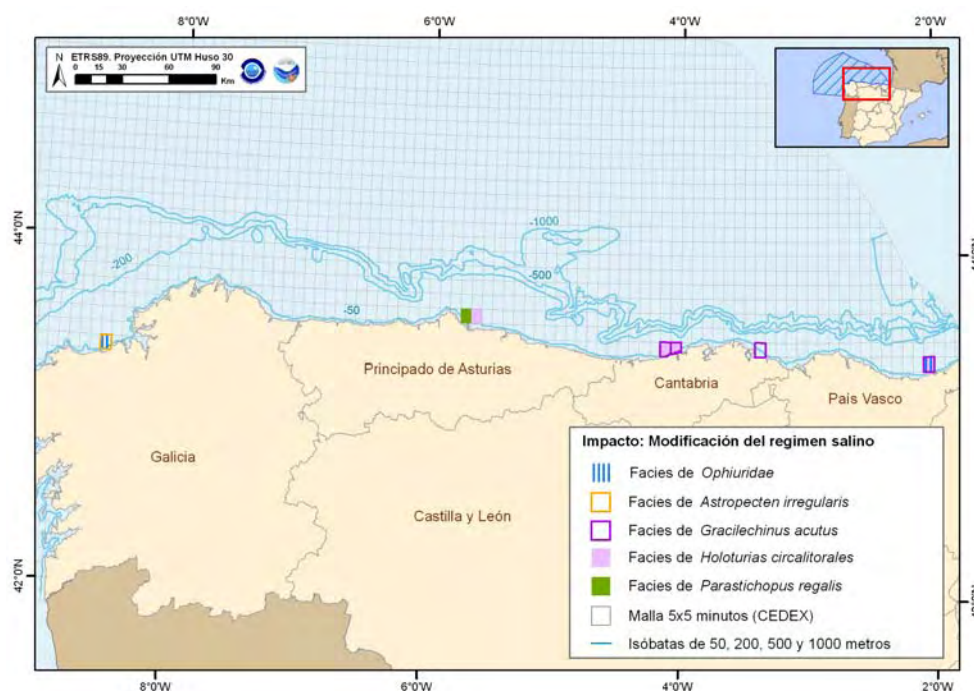 8°0'W 6°0'W 4°0'W 2°0'W
N ETRS89. Proyección UTM Huso 30
0 15 30 60 90
Km
44°0'N
-1000
-200
-500
-50
Principado de Asturias
Cantabria
País Vasco
Galicia
Castilla y León
42°0'N
Impacto: Modificación del regimen salino
Facies de Ophiuridae
Facies de Astropecten irregularis
Facies de Gracilechinus acutus
Facies de Holoturias circalitorales
Facies de Parastichopus regalis
Malla 5x5 minutos (CEDEX)
Isóbatas de 50, 200, 500 y 1000 metros
8°0'W 6°0'W 4°0'W 2°0'W